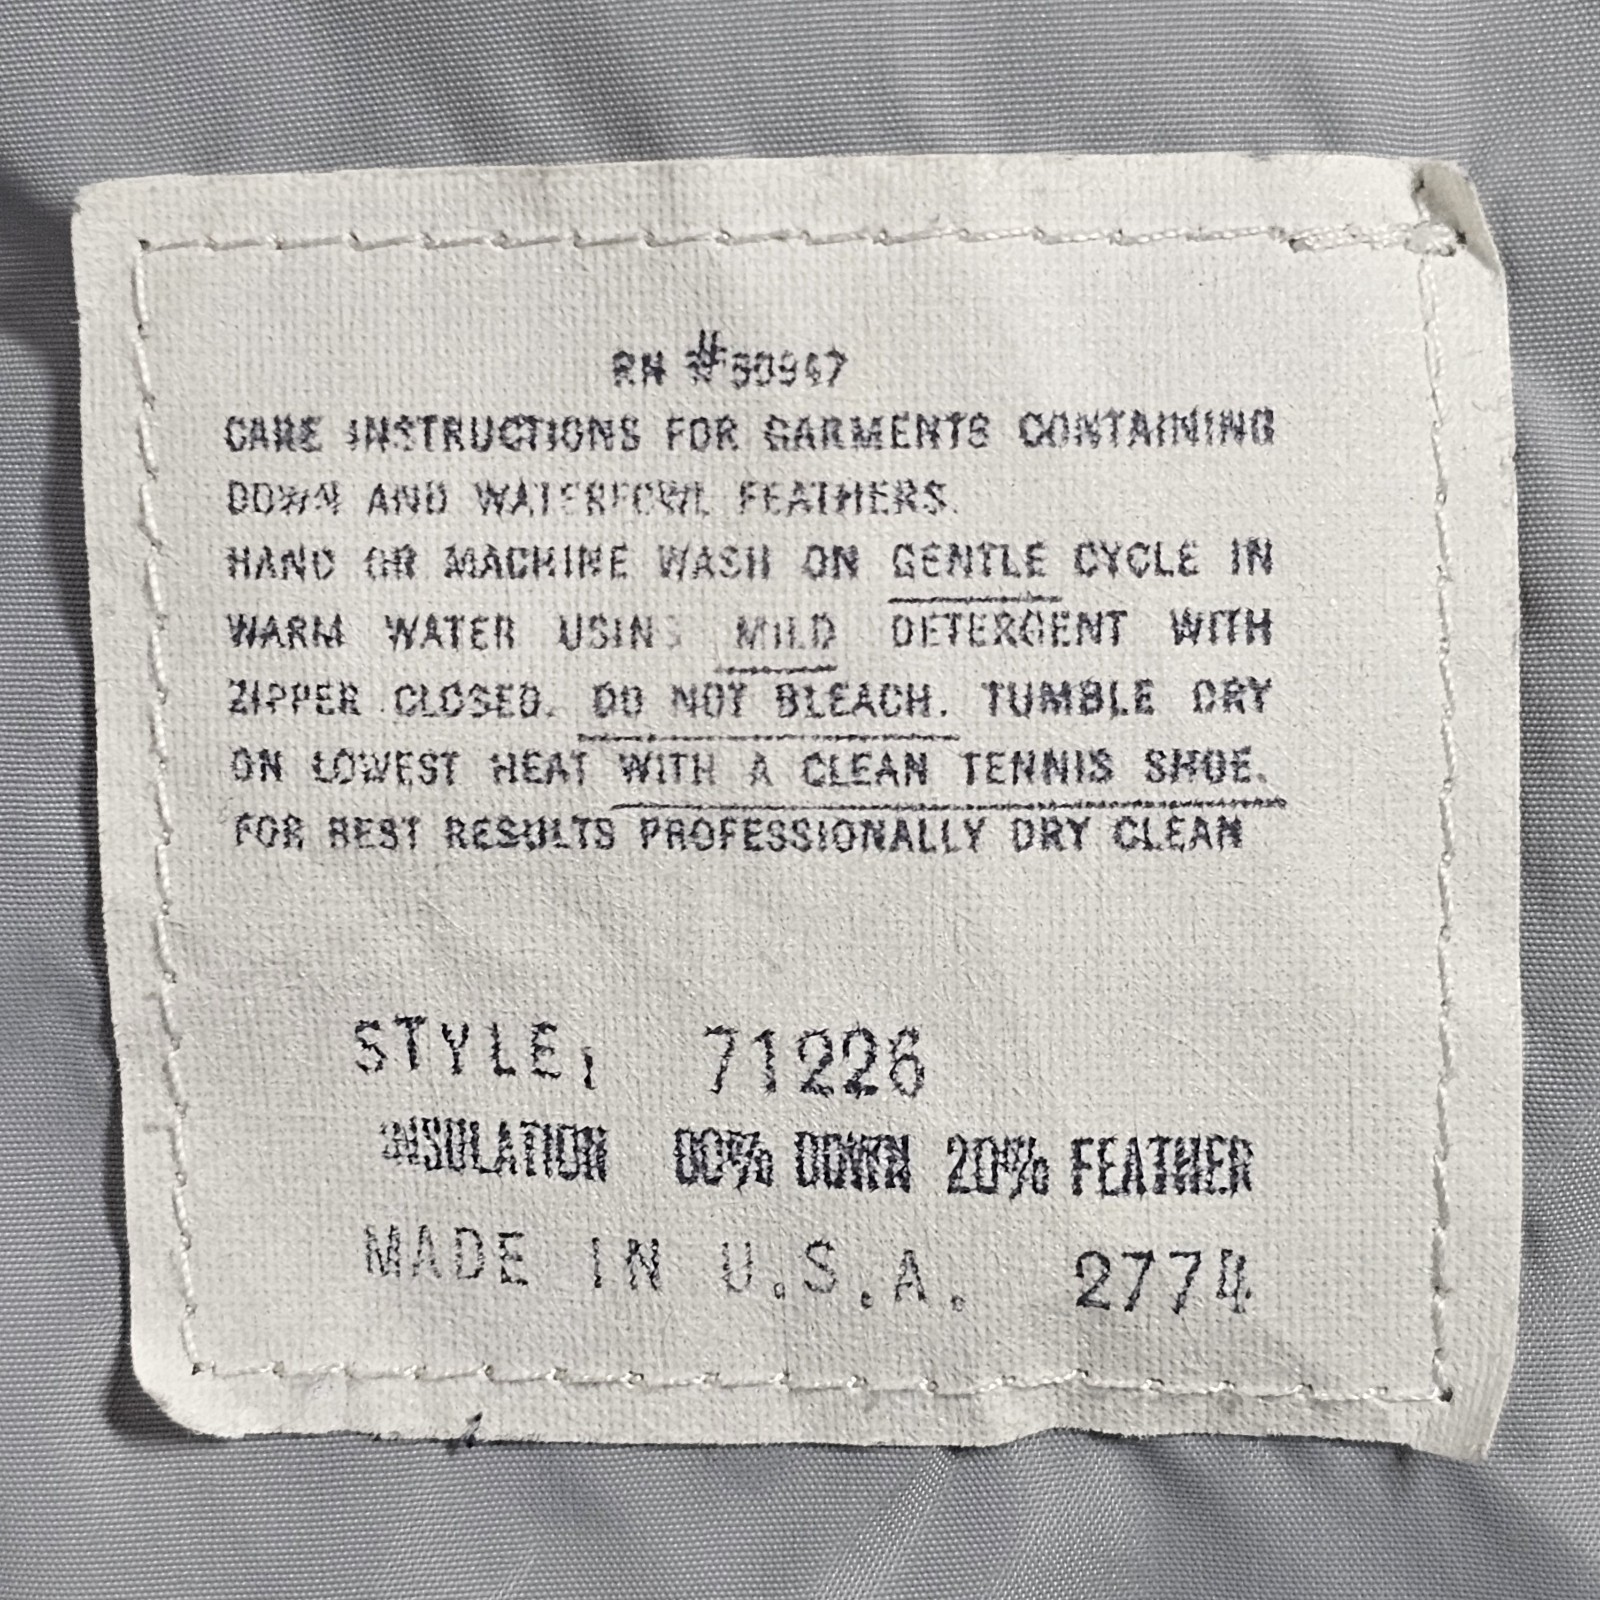 RN #50947
CARE INSTRUCTIONS FOR GARMENTS CONTAINING
DOWN AND WATERFOWL FEATHERS.
HAND OR MACHINE WASH ON GENTLE CYCLE IN
WARM WATER USING MILD DETERGENT WITH
ZIPPER CLOSED. DO NOT BLEACH. TUMBLE DRY
ON LOWEST HEAT WITH A CLEAN TENNIS SHOE.
FOR BEST RESULTS PROFESSIONALLY DRY CLEAN
STYLE; 71226
INSULATION 80% DOWN 20% FEATHER
MADE IN U.S.A. 2774